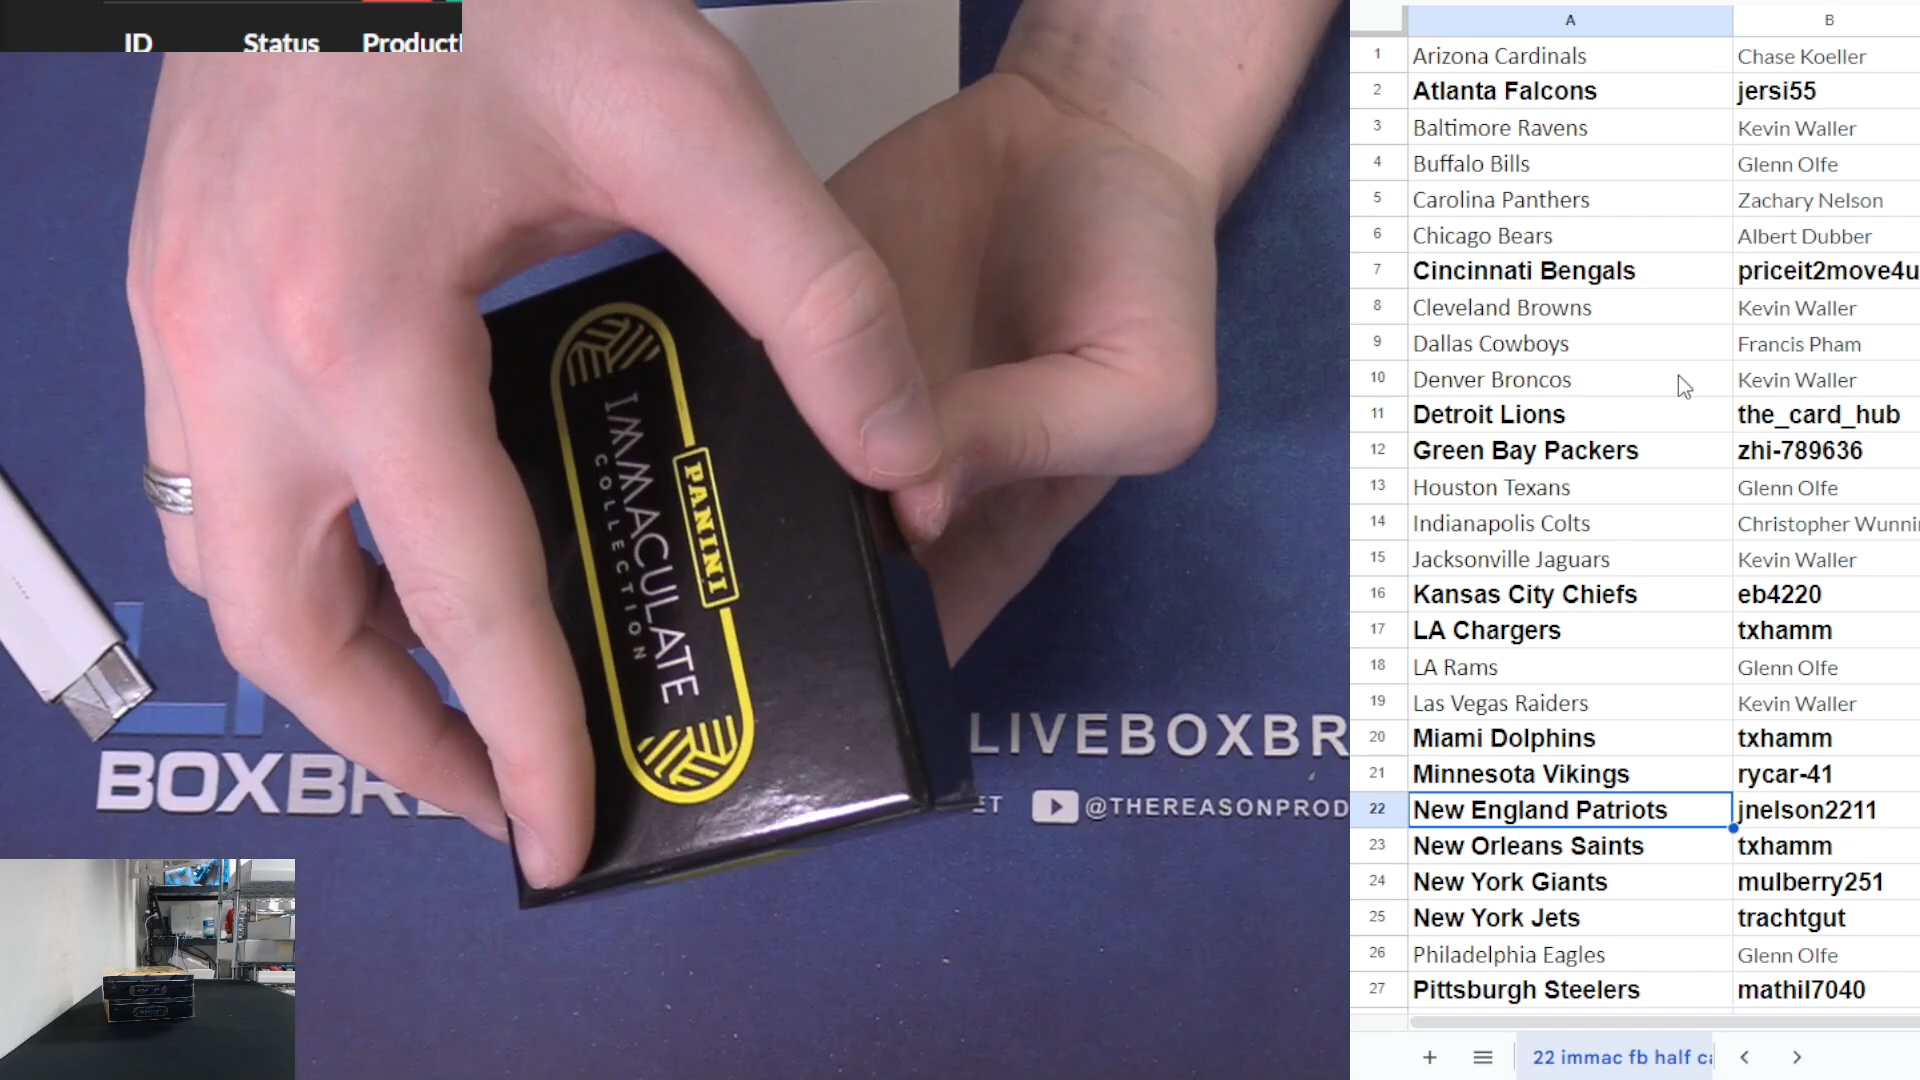 ID Status Product
IMMACULATE
COLLECTION
PANINI
BOXBR
LIVEBOXBR
ET @THEREASONPROD
A B
1 Arizona Cardinals Chase Koeller
2 Atlanta Falcons jersi55
3 Baltimore Ravens Kevin Waller
4 Buffalo Bills Glenn Olfe
5 Carolina Panthers Zachary Nelson
6 Chicago Bears Albert Dubber
7 Cincinnati Bengals priceit2move4u
8 Cleveland Browns Kevin Waller
9 Dallas Cowboys Francis Pham
10 Denver Broncos Kevin Waller
11 Detroit Lions the_card_hub
12 Green Bay Packers zhi-789636
13 Houston Texans Glenn Olfe
14 Indianapolis Colts Christopher Wunni
15 Jacksonville Jaguars Kevin Waller
16 Kansas City Chiefs eb4220
17 LA Chargers txhamm
18 LA Rams Glenn Olfe
19 Las Vegas Raiders Kevin Waller
20 Miami Dolphins txhamm
21 Minnesota Vikings rycar-41
22 New England Patriots jnelson2211
23 New Orleans Saints txhamm
24 New York Giants mulberry251
25 New York Jets trachtgut
26 Philadelphia Eagles Glenn Olfe
27 Pittsburgh Steelers mathil7040
22 immac fb half ca